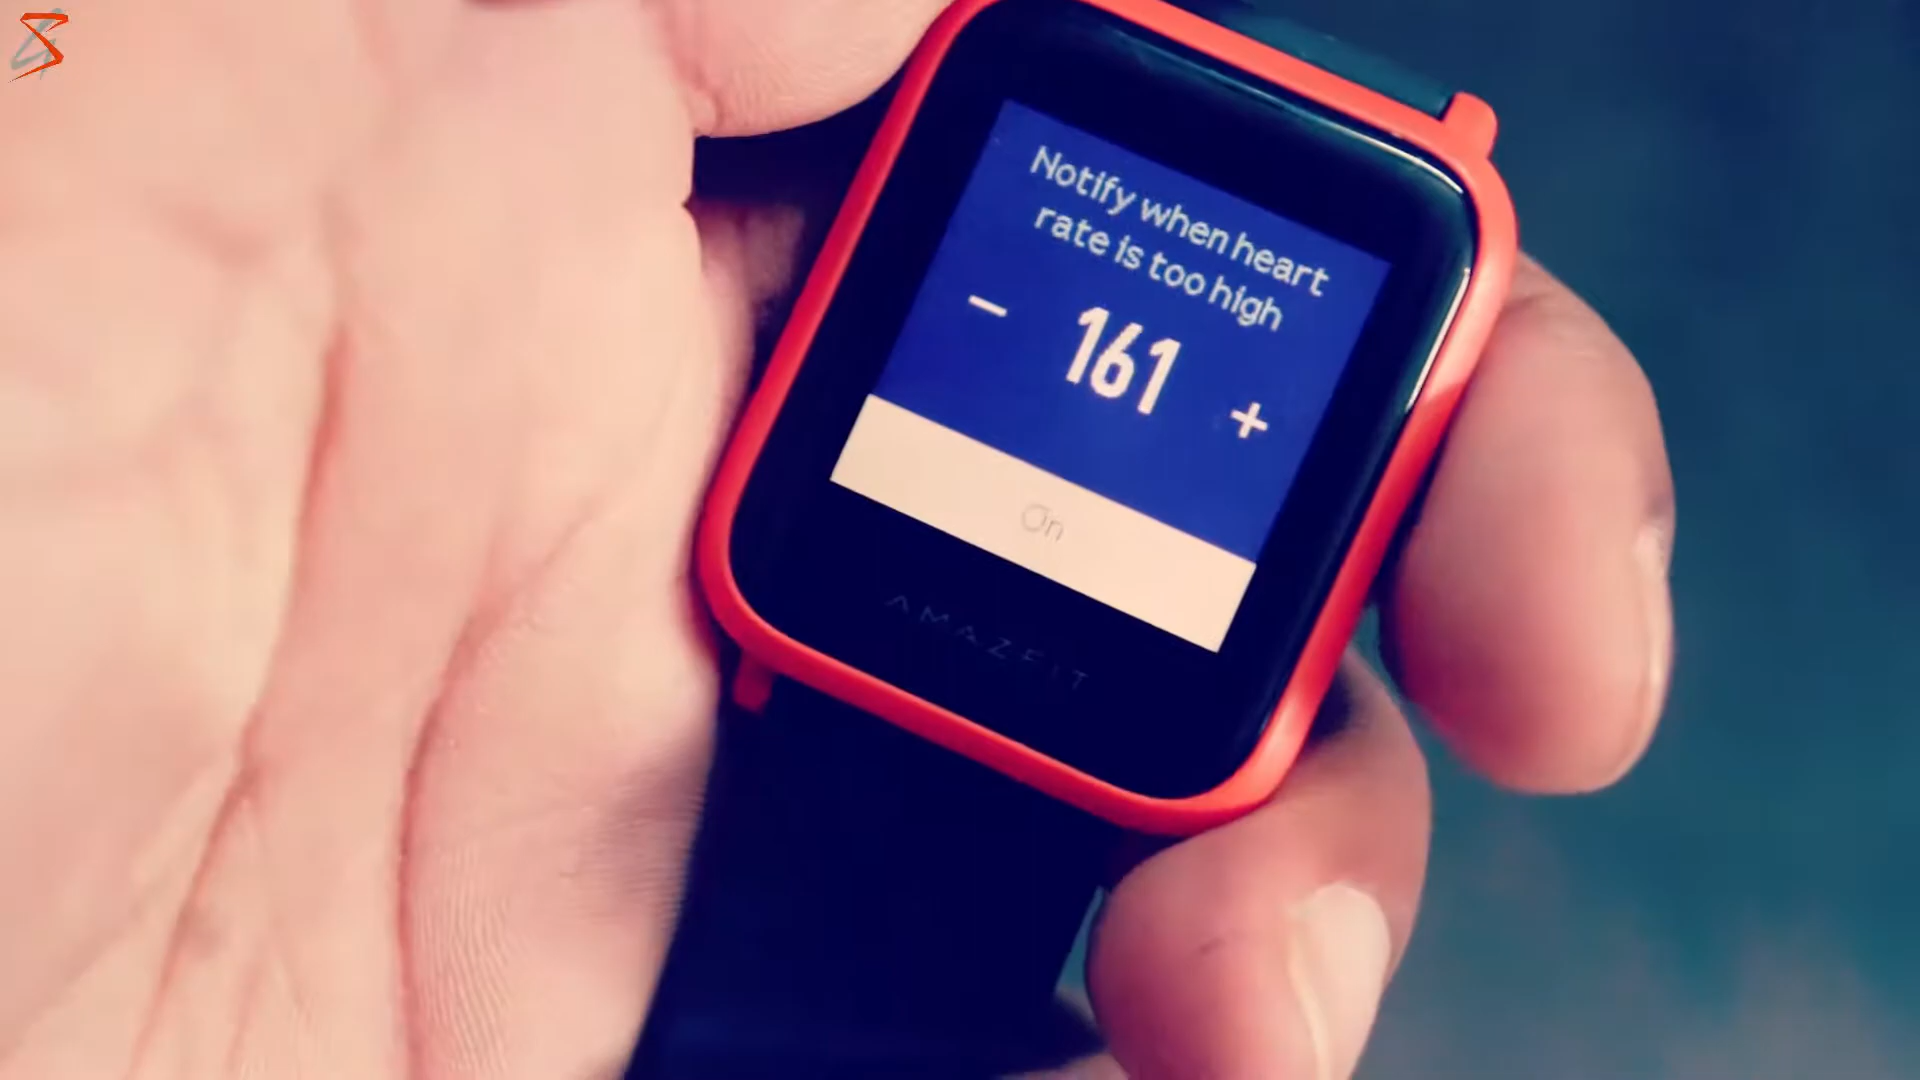 Notify when heart
rate is too high
- 161 +
On
AMAZFIT